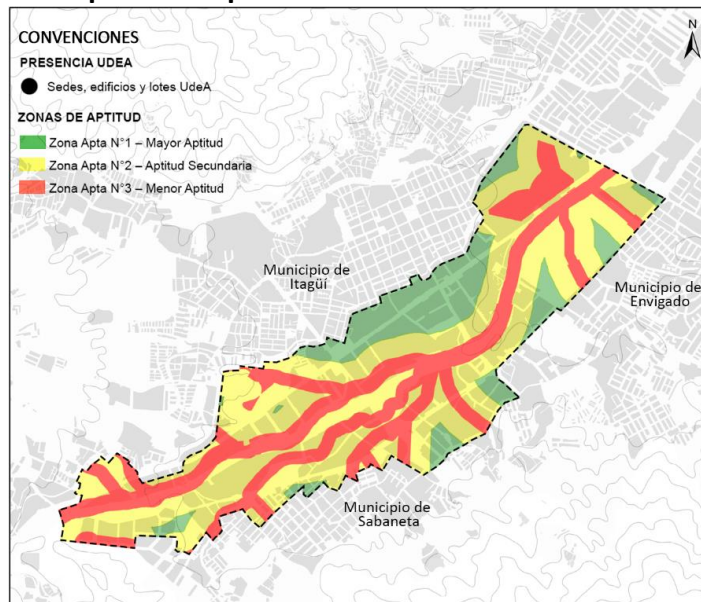 CONVENCIONES
PRESENCIA UDEA
Sedes, edificios y lotes UdeA
ZONAS DE APTITUD
Zona Apta N°1 – Mayor Aptitud
Zona Apta N°2 – Aptitud Secundaria
Zona Apta N°3 – Menor Aptitud
N
Municipio de
Itagüí
Municipio de
Envigado
Municipio de
Sabaneta